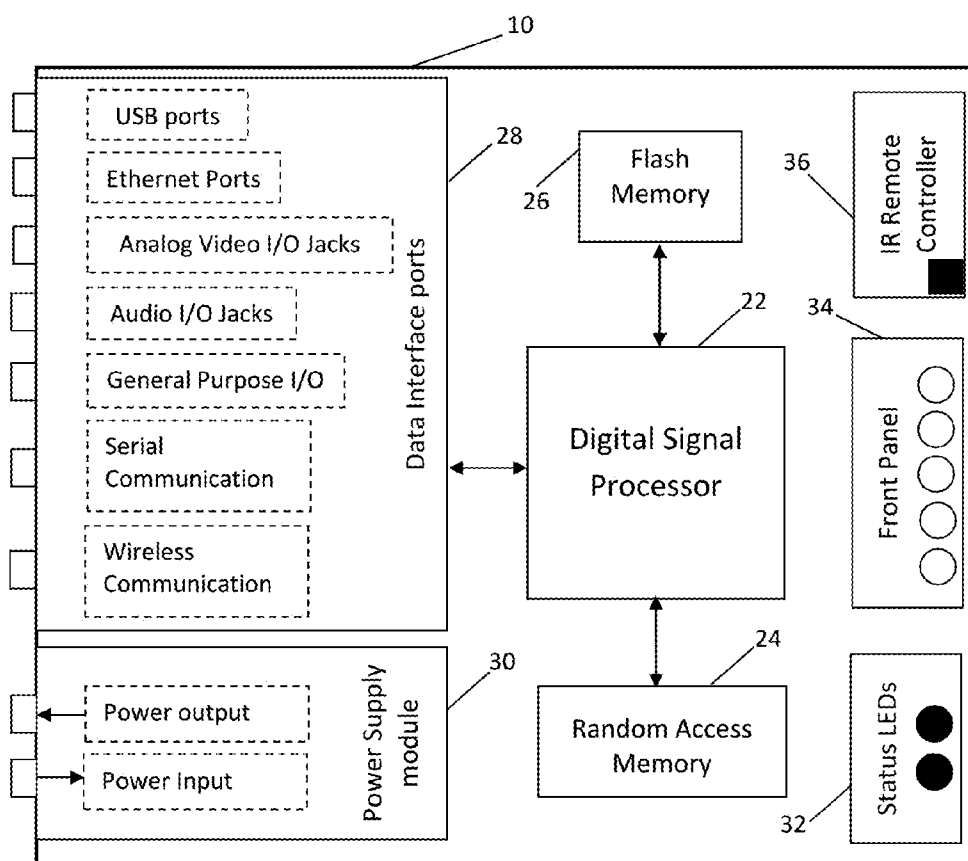 10
USB ports
Ethernet Ports
Analog Video I/O Jacks
Audio I/O Jacks
General Purpose I/O
Serial
Communication
Wireless
Communication
Data Interface ports
28
Power output
Power Input
Power Supply
module
30
Flash
Memory
26
Digital Signal
Processor
22
Random Access
Memory
24
IR Remote
Controller
36
Front Panel
34
Status LEDs
32